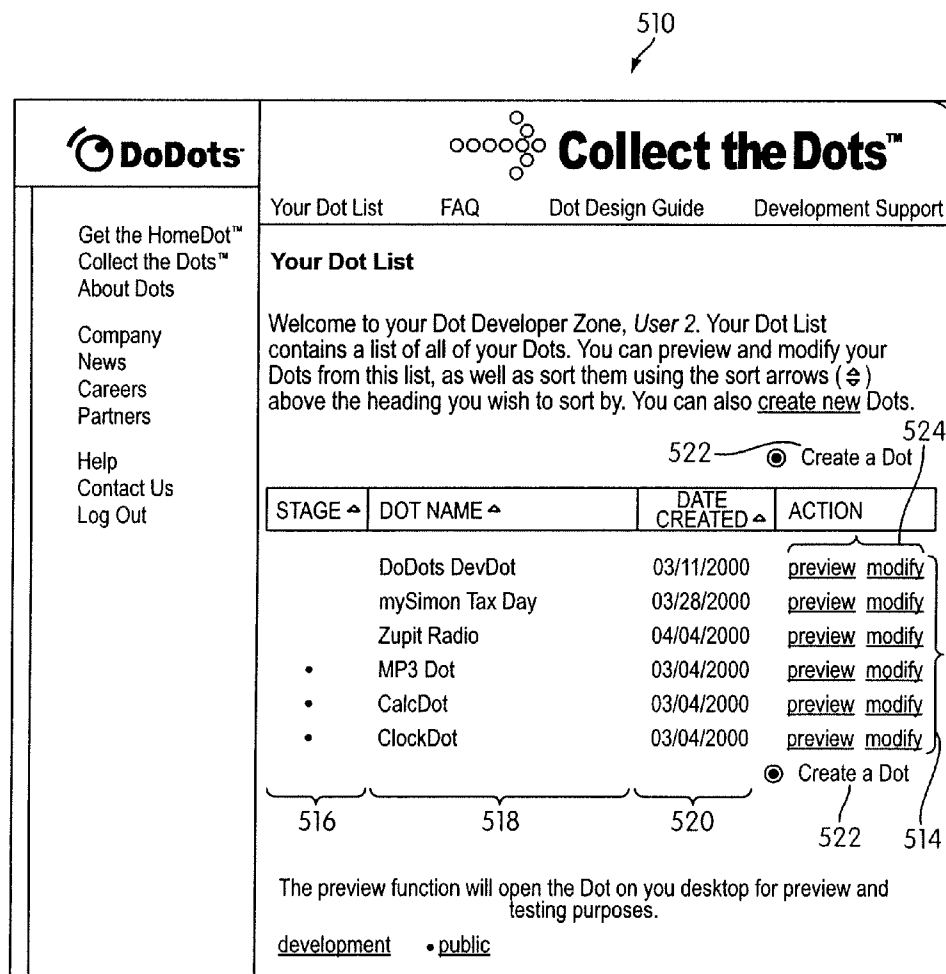 510
DoDots
Collect the Dots™
Your Dot List FAQ Dot Design Guide Development Support
Get the HomeDot™
Collect the Dots™
About Dots
Company
News
Careers
Partners
Help
Contact Us
Log Out
Your Dot List
Welcome to your Dot Developer Zone, User 2. Your Dot List
contains a list of all of your Dots. You can preview and modify your
Dots from this list, as well as sort them using the sort arrows ( )
above the heading you wish to sort by. You can also create new Dots.
524
522 Create a Dot
STAGE DOT NAME DATE CREATED ACTION
DoDots DevDot 03/11/2000 preview modify
mySimon Tax Day 03/28/2000 preview modify
Zupit Radio 04/04/2000 preview modify
• MP3 Dot 03/04/2000 preview modify
• CalcDot 03/04/2000 preview modify
• ClockDot 03/04/2000 preview modify
Create a Dot
516 518 520 522 514
The preview function will open the Dot on you desktop for preview and
testing purposes.
development • public